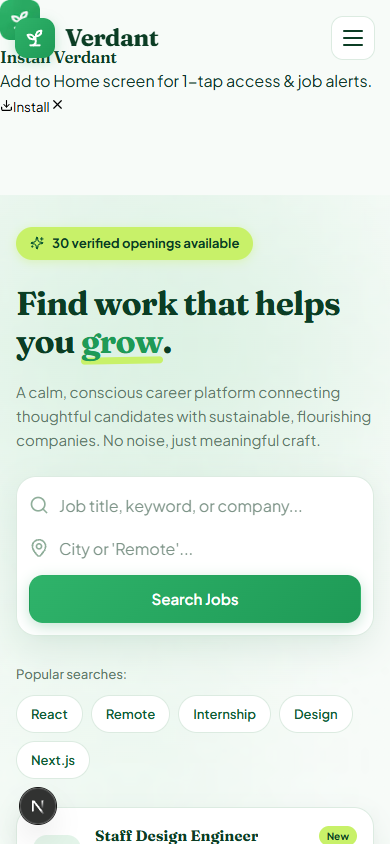 Verdant
Install Verdant
Add to Home screen for 1-tap access & job alerts.
Install
30 verified openings available
Find work that helps
you grow.
A calm, conscious career platform connecting
thoughtful candidates with sustainable, flourishing
companies. No noise, just meaningful craft.
Job title, keyword, or company...
City or 'Remote'...
Search Jobs
Popular searches:
React
Remote
Internship
Design
Next.js
N
Staff Design Engineer
New